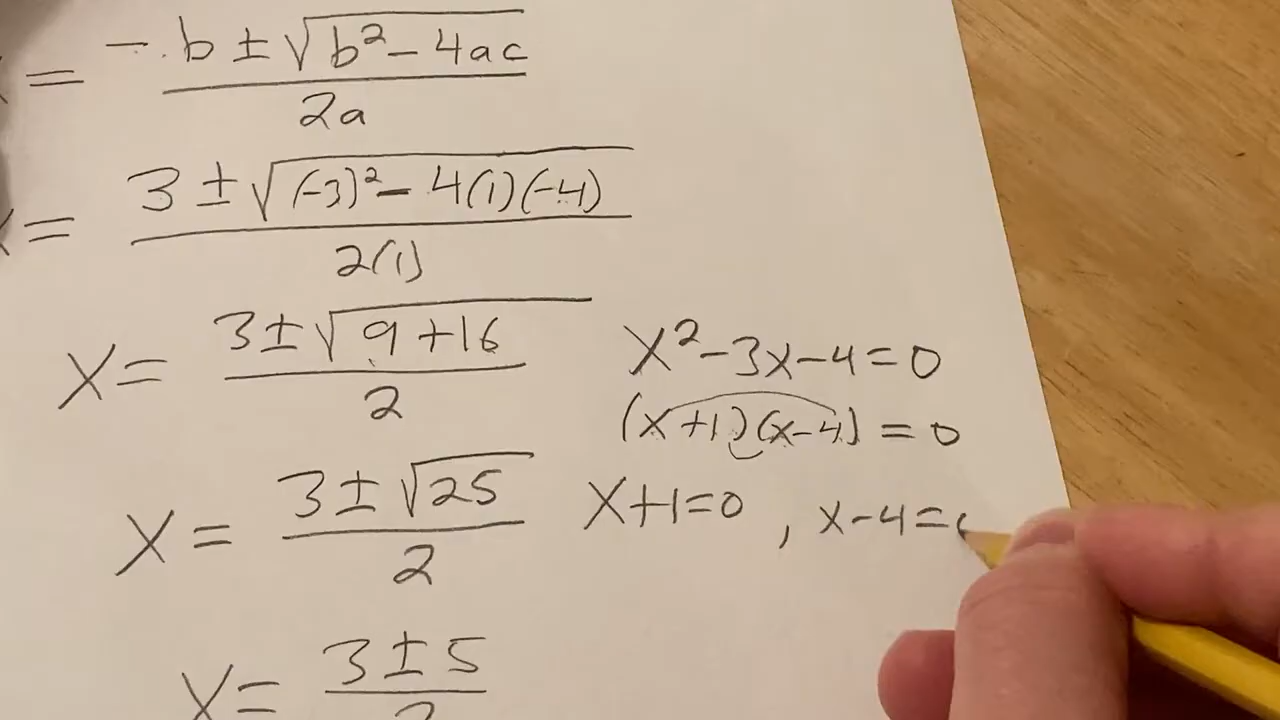 = -b ± √b² - 4ac
2a
= 3 ± √(-3)² - 4(1)(-4)
2(1)
X = 3 ± √9 + 16
2
X = 3 ± √25
2
X = 3 ± 5
X² - 3x - 4 = 0
(x + 1)(x - 4) = 0
X + 1 = 0 , x - 4 =